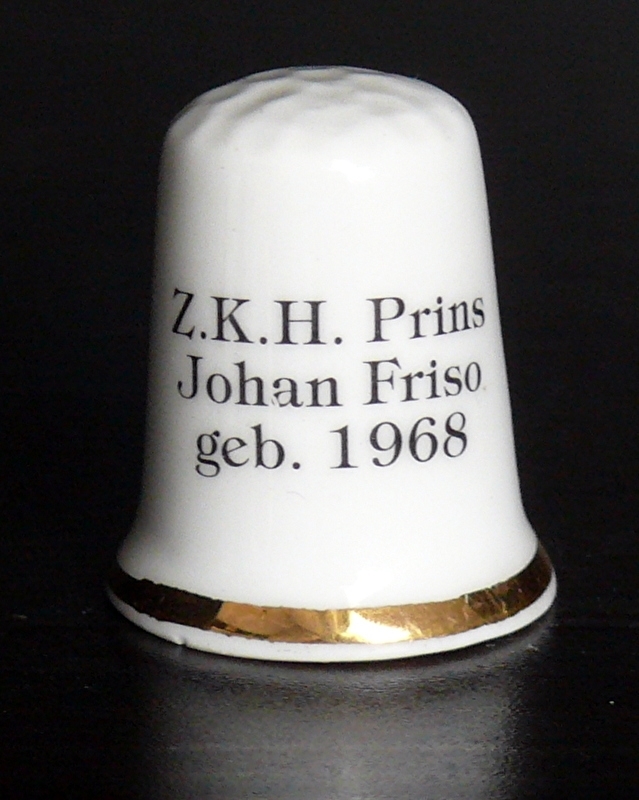 Z.K.H. Prins
Johan Friso
geb. 1968